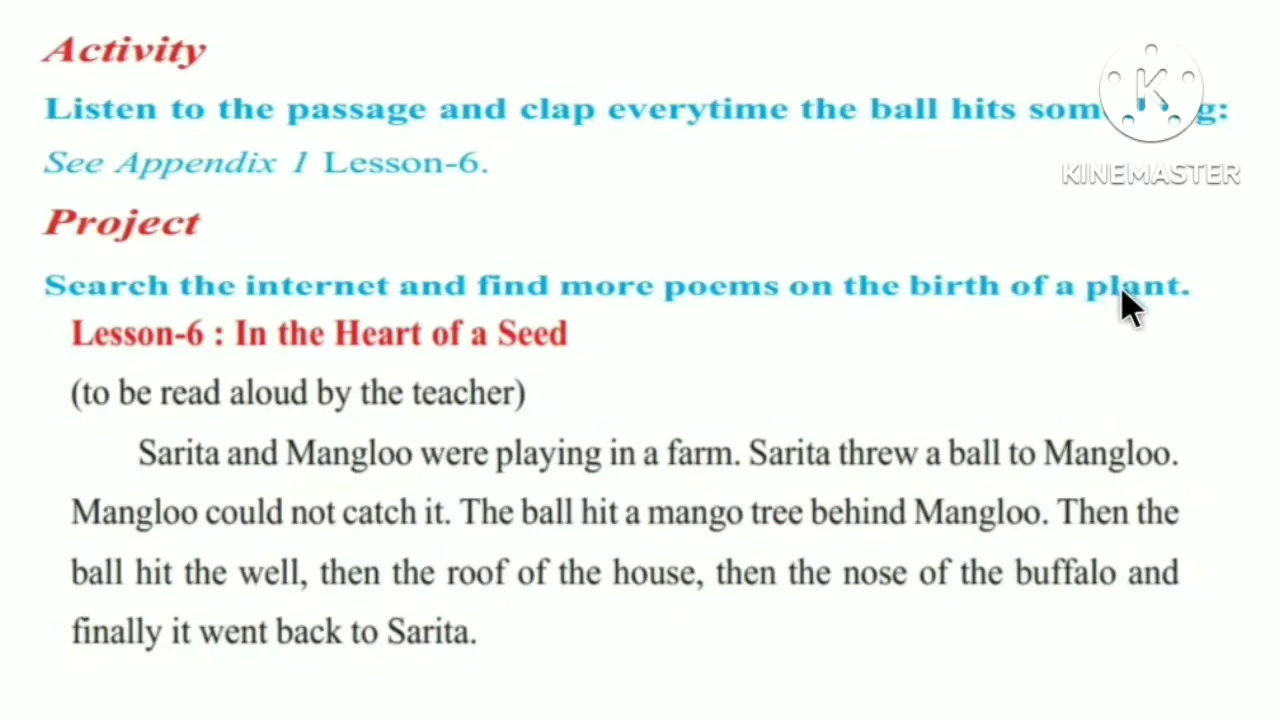 Activity
Listen to the passage and clap everytime the ball hits som g:
See Appendix 1 Lesson-6.
K
KINEMASTER
Project
Search the internet and find more poems on the birth of a plant.
Lesson-6 : In the Heart of a Seed
(to be read aloud by the teacher)
Sarita and Mangloo were playing in a farm. Sarita threw a ball to Mangloo.
Mangloo could not catch it. The ball hit a mango tree behind Mangloo. Then the
ball hit the well, then the roof of the house, then the nose of the buffalo and
finally it went back to Sarita.